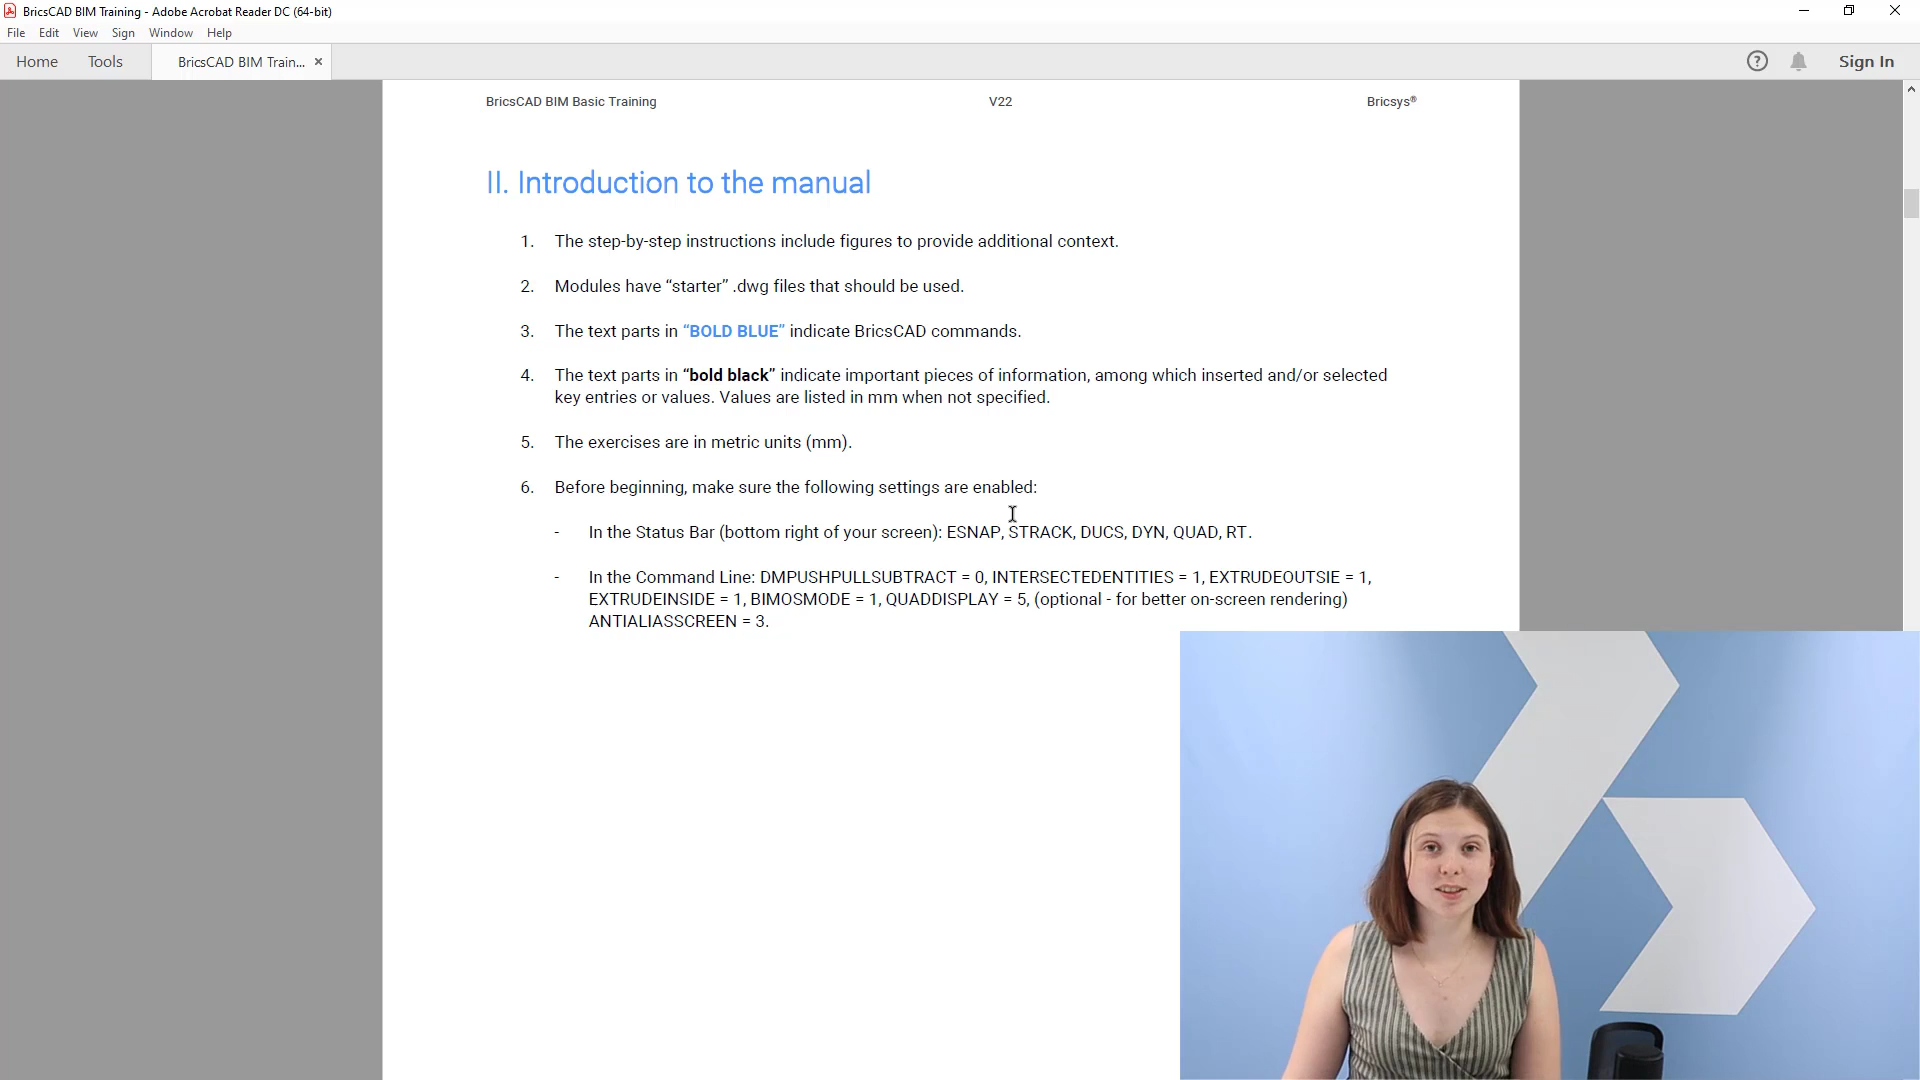 BricsCAD BIM Training - Adobe Acrobat Reader DC (64-bit)
File Edit View Sign Window Help
Home Tools BricsCAD BIM Train... × ? Sign In
BricsCAD BIM Basic Training V22 Bricsys®
II. Introduction to the manual
1. The step-by-step instructions include figures to provide additional context.
2. Modules have “starter” .dwg files that should be used.
3. The text parts in “BOLD BLUE” indicate BricsCAD commands.
4. The text parts in “bold black” indicate important pieces of information, among which inserted and/or selected
key entries or values. Values are listed in mm when not specified.
5. The exercises are in metric units (mm).
6. Before beginning, make sure the following settings are enabled:
- In the Status Bar (bottom right of your screen): ESNAP, STRACK, DUCS, DYN, QUAD, RT.
- In the Command Line: DMPUSHPULLSUBTRACT = 0, INTERSECTEDENTITIES = 1, EXTRUDEOUTSIE = 1,
EXTRUDEINSIDE = 1, BIMOSMODE = 1, QUADDISPLAY = 5, (optional - for better on-screen rendering)
ANTIALIASSCREEN = 3.